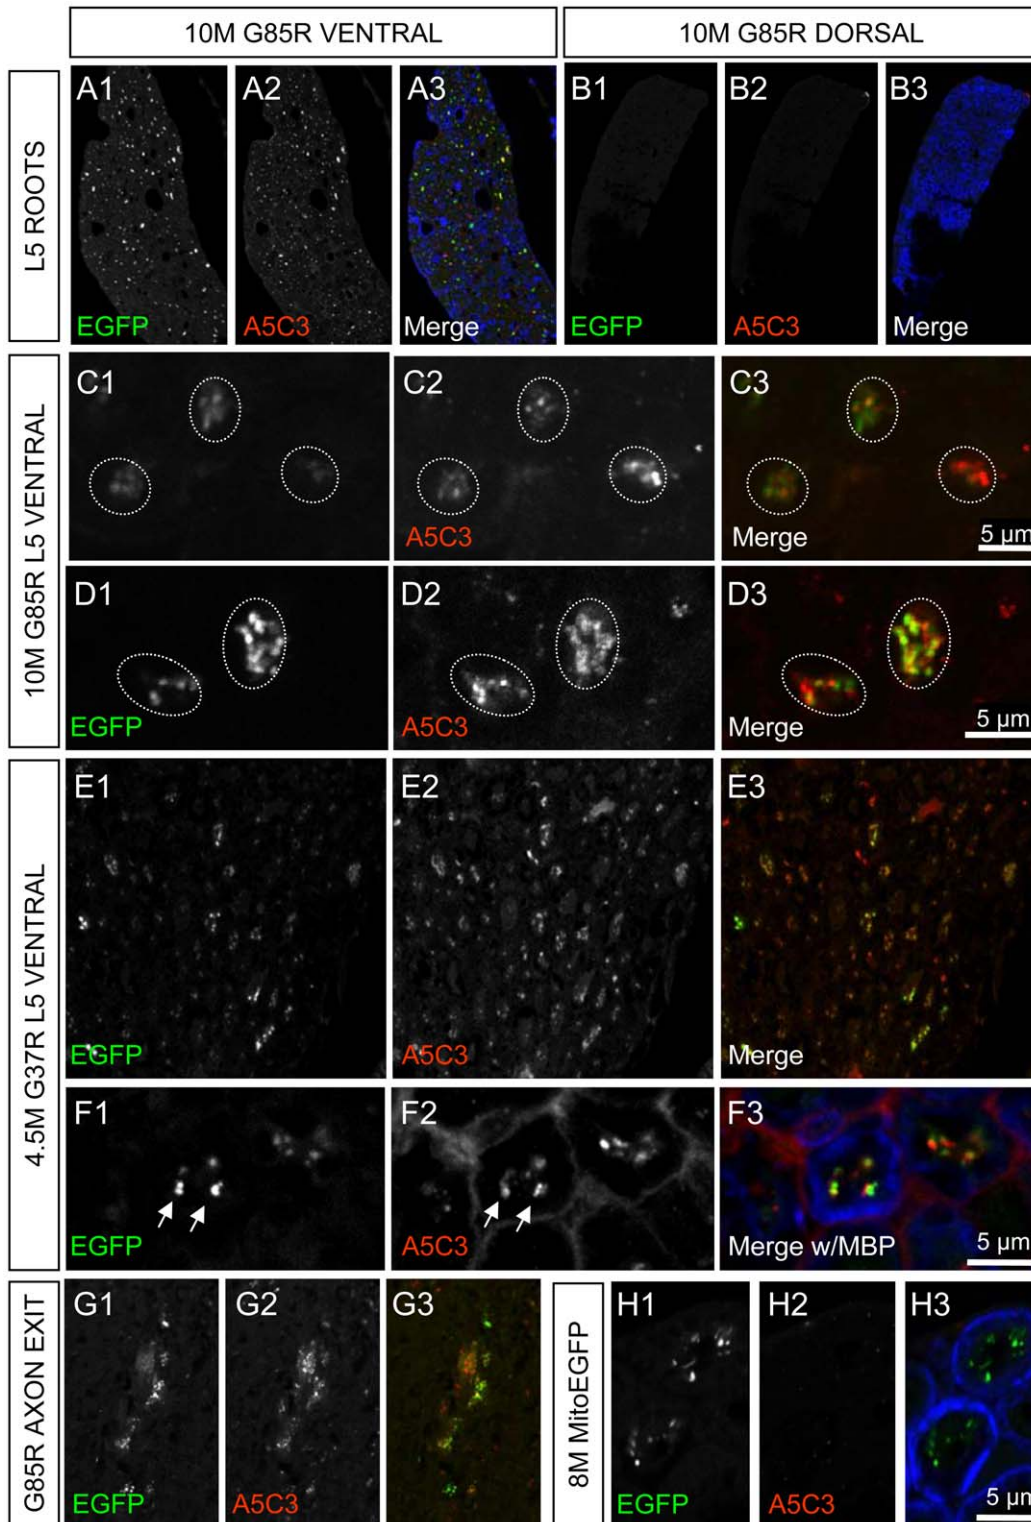 10M G85R VENTRAL
10M G85R DORSAL
L5 ROOTS
A1
A2
A3
B1
B2
B3
EGFP
A5C3
Merge
EGFP
A5C3
Merge
10M G85R L5 VENTRAL
C1
C2
C3
A5C3
Merge
5 µm
D1
D2
D3
EGFP
A5C3
Merge
5 µm
4.5M G37R L5 VENTRAL
E1
E2
E3
EGFP
A5C3
Merge
F1
F2
F3
EGFP
A5C3
Merge w/MBP
5 µm
G85R AXON EXIT
G1
G2
G3
EGFP
A5C3
8M MitoEGFP
H1
H2
H3
EGFP
A5C3
5 µm